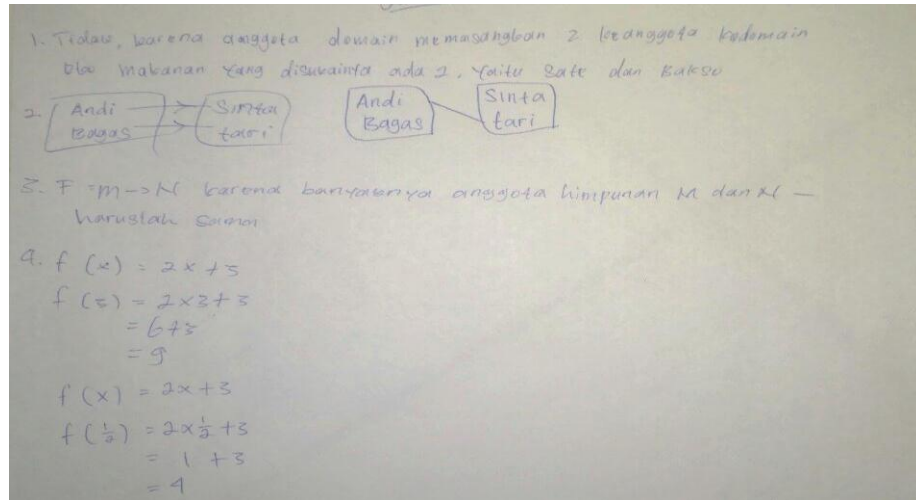 1. Tidak, karena anggota domain memasangkan 2 keanggota kodomain
bla makanan yang disukainya ada 2, yaitu Sate dan Bakso
2. Andi Sinta Andi Sinta
Bagas tari Bagas tari
3. F = m -> N karena banyaknya anggota himpunan M dan N -
haruslah sama
4. f (x) = 2x + 3
f (3) = 2x3 + 3
= 6+3
= 9
f (x) = 2x + 3
f (1/2) = 2x 1/2 + 3
= 1 + 3
= 4